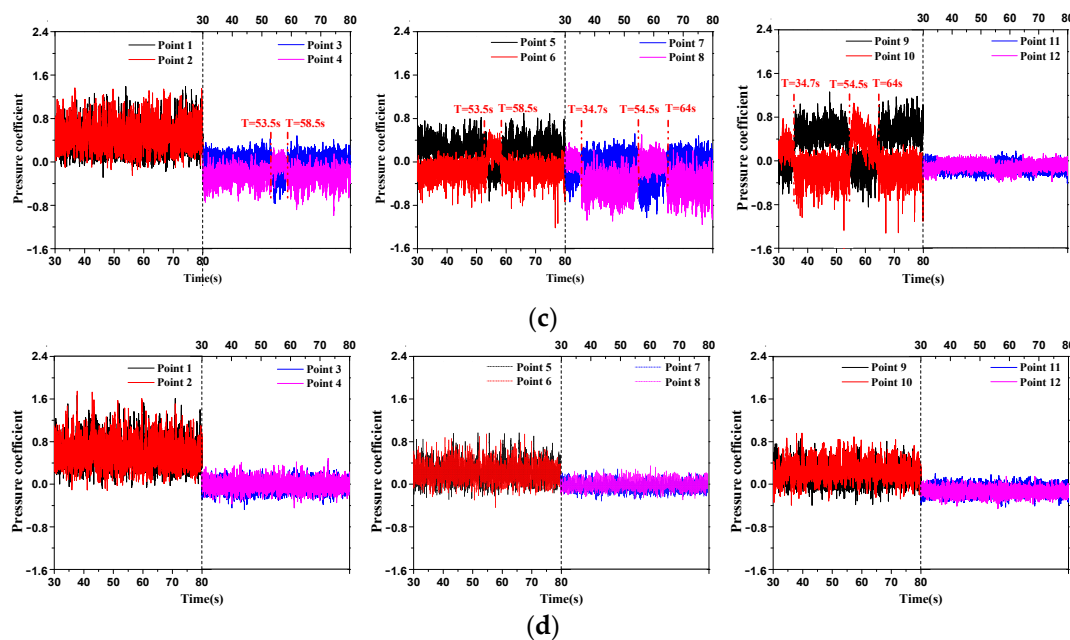 30 40 50 60 70 80
30 40 50 60 70 80
30 40 50 60 70 80
2.4
1.6
0.8
0.0
−0.8
−1.6
Pressure coefficient
Point 1 Point 3
Point 2 Point 4
T=53.5s
T=58.5s
30 40 50 60 70 80
Time(s)
2.4
1.6
0.8
0.0
−0.8
−1.6
Pressure coefficient
Point 5 Point 7
Point 6 Point 8
T=53.5s T=58.5s T=34.7s T=54.5s T=64s
30 40 50 60 70 80
Time(s)
2.4
1.6
0.8
0.0
−0.8
−1.6
Pressure coefficient
Point 9 Point 11
Point 10 Point 12
T=34.7s T=54.5s T=64s
30 40 50 60 70 80
Time(s)
(c)
30 40 50 60 70 80
30 40 50 60 70 80
30 40 50 60 70 80
2.4
1.6
0.8
0.0
−0.8
−1.6
Pressure coefficient
Point 1 Point 3
Point 2 Point 4
30 40 50 60 70 80
Time(s)
2.4
1.6
0.8
0.0
−0.8
−1.6
Pressure coefficient
Point 5 Point 7
Point 6 Point 8
30 40 50 60 70 80
Time(s)
2.4
1.6
0.8
0.0
−0.8
−1.6
Pressure coefficient
Point 9 Point 11
Point 10 Point 12
30 40 50 60 70 80
Time(s)
(d)